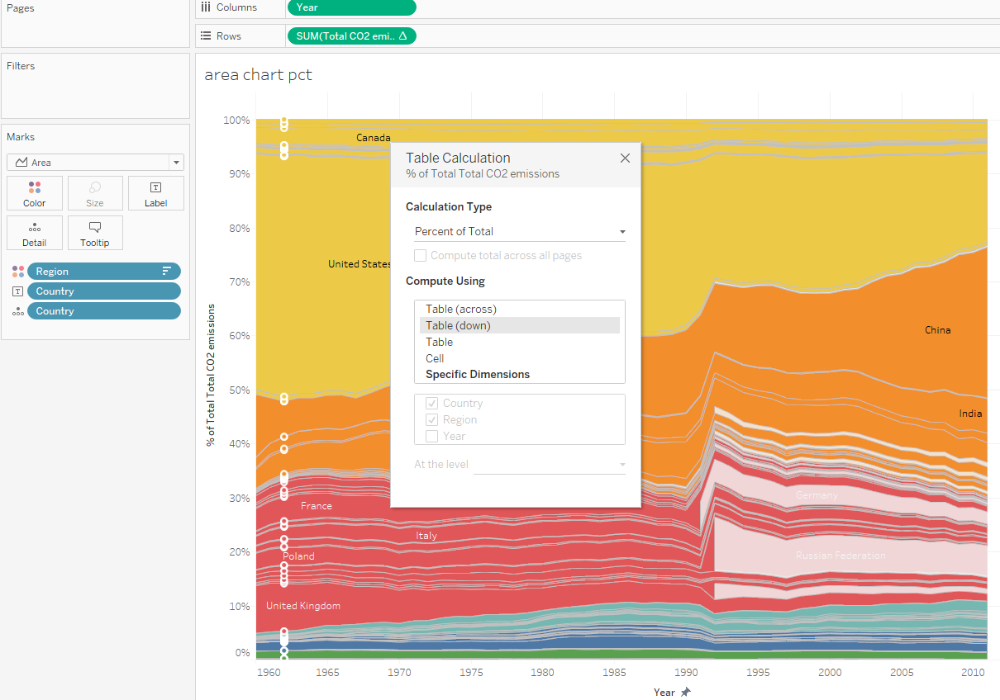 Pages
Columns
Year
Rows
SUM(Total CO2 emi.. Δ
Filters
Marks
Area
Color
Size
Label
Detail
Tooltip
Region
Country
Country
area chart pct
100%
90%
80%
70%
60%
50%
40%
30%
20%
10%
0%
% of Total Total CO2 emissions
Canada
United States
China
India
France
Germany
Italy
Poland
Russian Federation
United Kingdom
Table Calculation
% of Total Total CO2 emissions
Calculation Type
Percent of Total
Compute total across all pages
Compute Using
Table (across)
Table (down)
Table
Cell
Specific Dimensions
Country
Region
Year
At the level
1960 1965 1970 1975 1980 1985 1990 1995 2000 2005 2010
Year